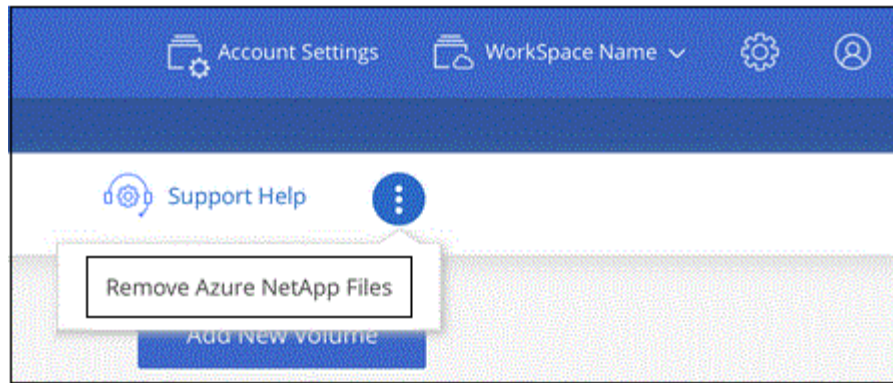 Account Settings
WorkSpace Name
Support Help
Remove Azure NetApp Files
Add New Volume